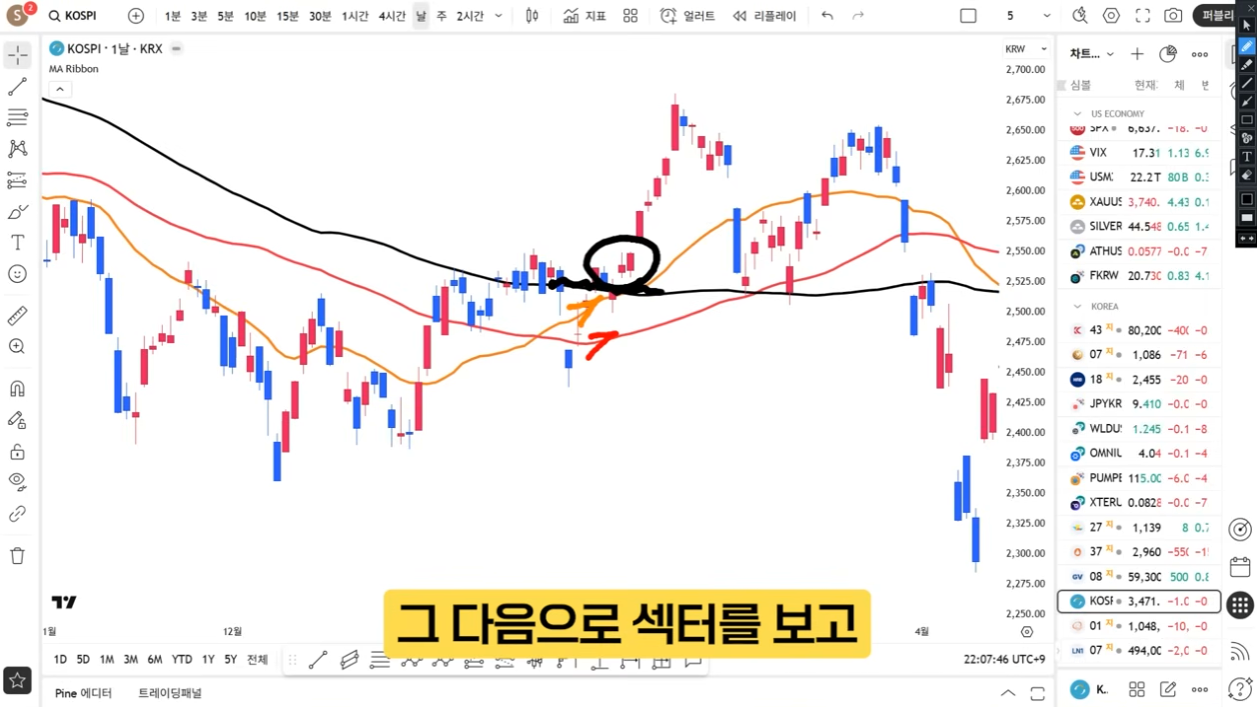 S 2 KOSPI 1분 3분 5분 10분 15분 30분 1시간 4시간 날 주 2시간 지표 얼러트 리플레이 5 퍼블리
KOSPI · 1날 · KRX
MA Ribbon
KRW
2,700.00
2,675.00
2,650.00
2,625.00
2,600.00
2,575.00
2,550.00
2,525.00
2,500.00
2,475.00
2,450.00
2,425.00
2,400.00
2,375.00
2,350.00
2,325.00
2,300.00
2,275.00
2,250.00
차트...
심볼 현재 체
US ECONOMY
SPX 6,637. -18. -0
VIX 17.31 1.13 6.9
USM 22.2T 80B 0.3
XAUUS 3,740. 4.43 0.1
SILVER 44.548 0.65 1.4
ATHUS 0.0577 -0.0 -7
FKRW 20.730 0.83 4.1
KOREA
43 지 80,200 -400 -0
07 지 1,086 -71 -6
18 지 2,455 -20 -0
JPYKR 9.410 -0.0 -0
WLDUS 1.245 -0.1 -8
OMNIU 4.04 -0.1 -4
PUMPE 115.00 -6.0 -4
XTERU 0.0828 -0.0 -7
27 지 1,139 8 0.7
37 지 2,960 -550 -1
08 지 59,300 500 0.8
KOSI 3,471. -1.0 -0
01 지 1,048, -10, -0
07 지 494,00 -2,0 -0
1월 12월 4월
그 다음으로 섹터를 보고
1D 5D 1M 3M 6M YTD 1Y 5Y 전체 22:07:46 UTC+9
Pine 에디터 트레이딩패널
K..